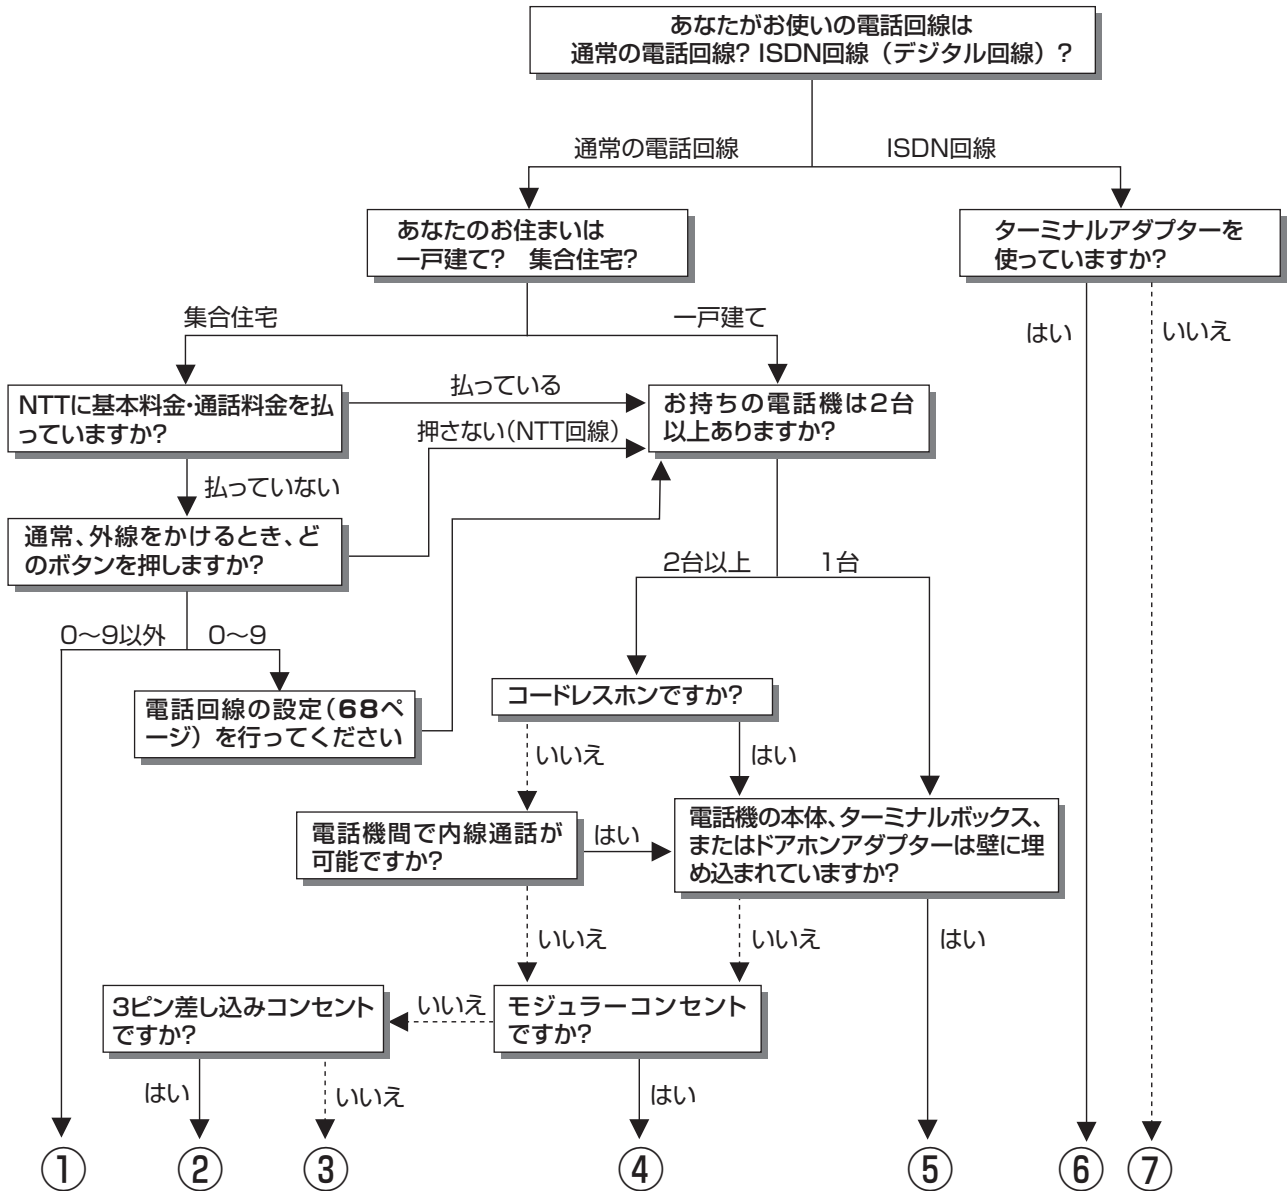 あなたがお使いの電話回線は
通常の電話回線? ISDN回線（デジタル回線）?
通常の電話回線
ISDN回線
あなたのお住まいは
一戸建て?　集合住宅?
ターミナルアダプターを
使っていますか?
集合住宅
一戸建て
はい
いいえ
NTTに基本料金・通話料金を払
っていますか?
払っている
お持ちの電話機は2台
以上ありますか?
押さない(NTT回線)
払っていない
通常、外線をかけるとき、ど
のボタンを押しますか?
2台以上
1台
0〜9以外
0〜9
電話回線の設定(68ペ
ージ）を行ってください
コードレスホンですか?
いいえ
はい
電話機間で内線通話が
可能ですか?
はい
電話機の本体、ターミナルボックス、
またはドアホンアダプターは壁に埋
め込まれていますか?
いいえ
いいえ
はい
3ピン差し込みコンセント
ですか?
いいえ
モジュラーコンセント
ですか?
はい
いいえ
はい
①
②
③
④
⑤
⑥
⑦